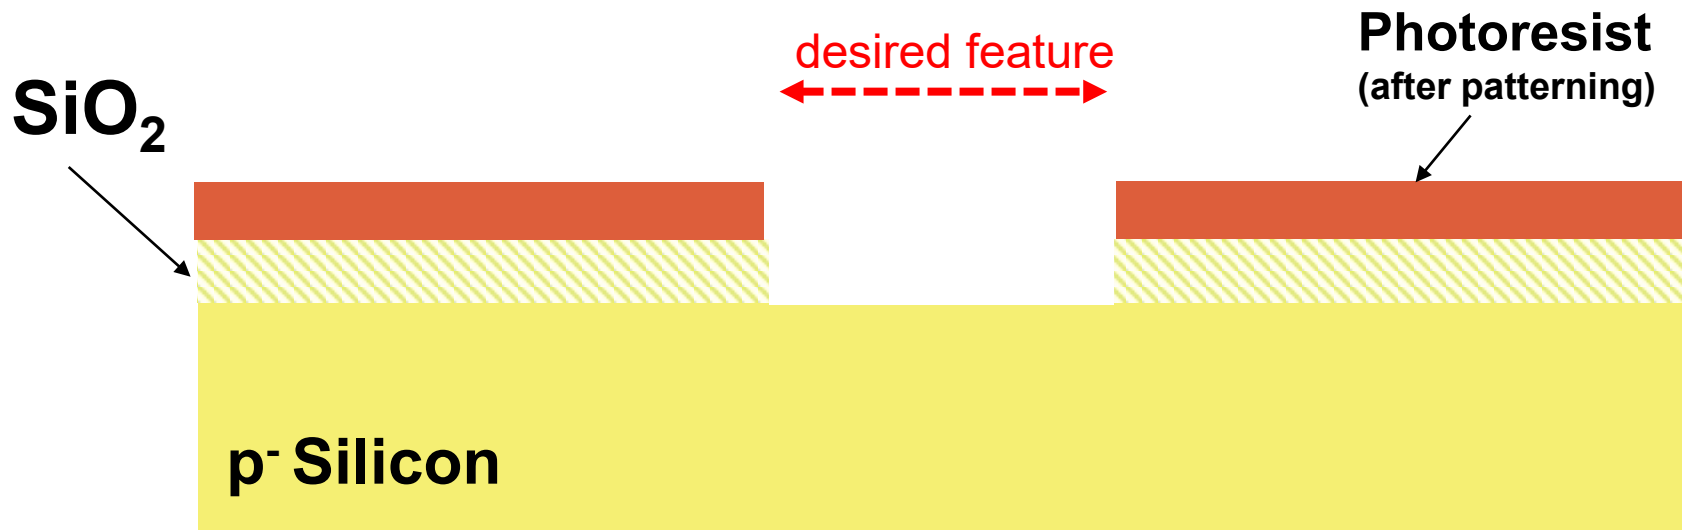 desired feature
Photoresist
(after patterning)
SiO₂
p⁻ Silicon